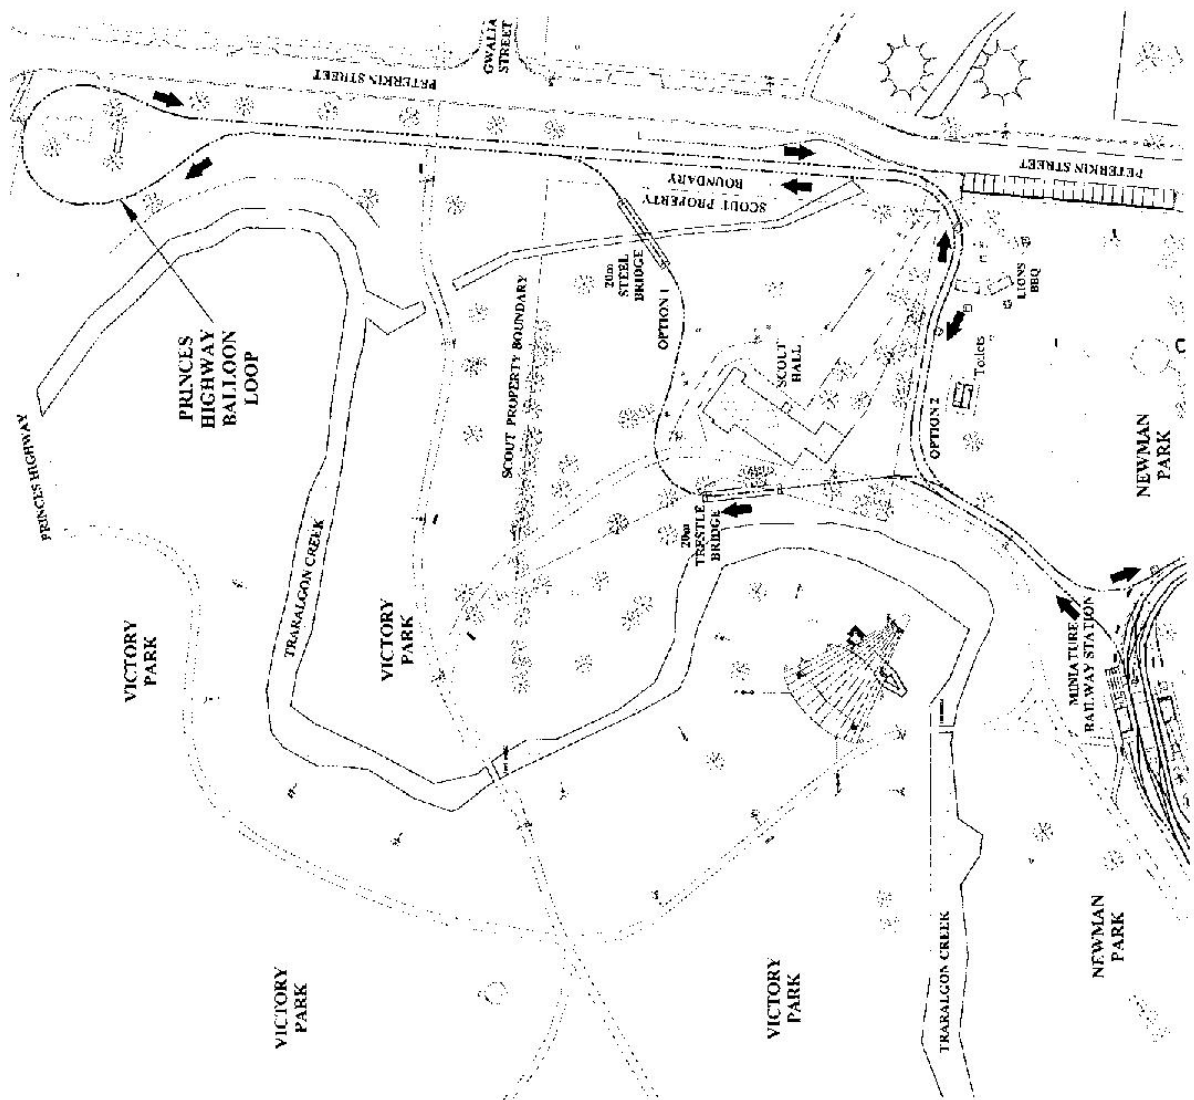 GWALIA
STREET
PETERKIN STREET
PETERKIN STREET
SCOUT PROPERTY
BOUNDARY
20m
STEEL
BRIDGE
LIONS
BBQ
OPTION 1
SCOUT PROPERTY BOUNDARY
SCOUT
HALL
Toilets
PRINCES
HIGHWAY
BALLOON
LOOP
OPTION 2
NEWMAN
PARK
PRINCES HIGHWAY
20m
TRESTLE
BRIDGE
TRARALGON CREEK
VICTORY
PARK
VICTORY
PARK
MINIATURE
RAILWAY STATION
NEWMAN
PARK
VICTORY
PARK
VICTORY
PARK
TRARALGON CREEK